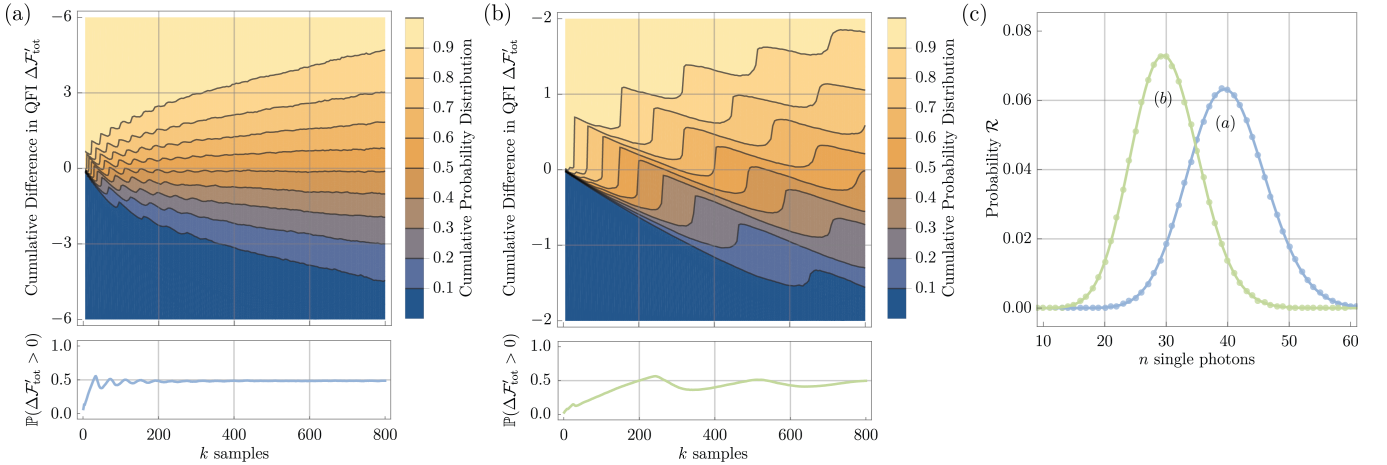 (a)
Cumulative Difference in QFI ΔF′tot
−6
−3
0
3
−6
0.9
0.8
0.7
0.6
0.5
0.4
0.3
0.2
0.1
Cumulative Probability Distribution
ℙ(ΔF′tot > 0)
1.0
0.5
0.0
0 200 400 600 800
k samples
(b)
Cumulative Difference in QFI ΔF′tot
−2
1
0
−1
−2
0.9
0.8
0.7
0.6
0.5
0.4
0.3
0.2
0.1
Cumulative Probability Distribution
ℙ(ΔF′tot > 0)
1.0
0.5
0.0
0 200 400 600 800
k samples
(c)
Probability R
0.08
0.06
0.04
0.02
0.00
(b)
(a)
10 20 30 40 50 60
n single photons